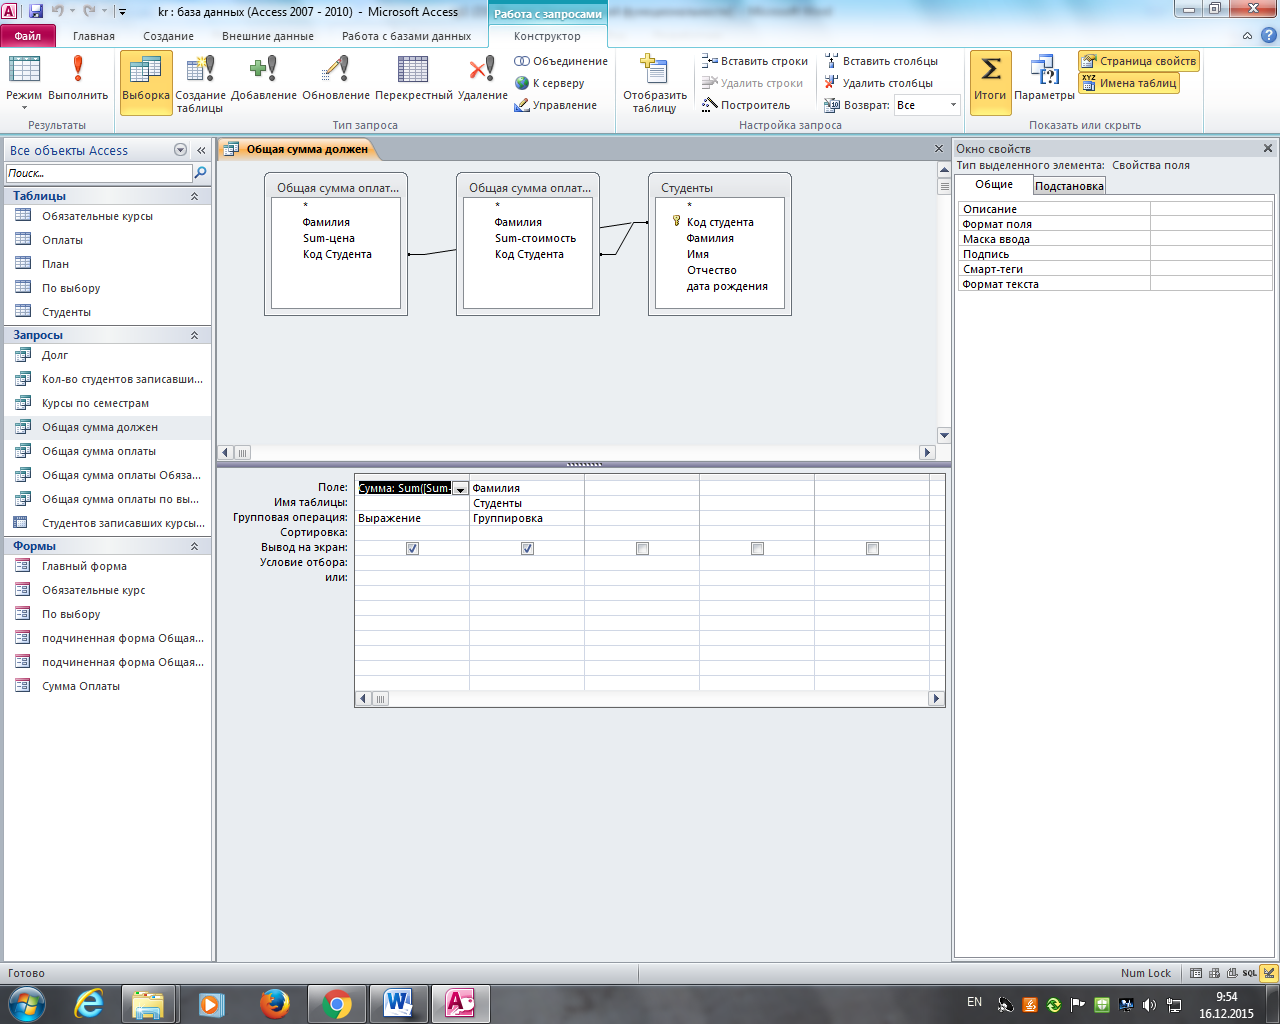 kr : база данных (Access 2007 - 2010) - Microsoft Access
Работа с запросами
Файл Главная Создание Внешние данные Работа с базами данных Конструктор
Режим
Выполнить
Результаты
Выборка
Создание таблицы
Добавление
Обновление
Перекрестный
Удаление
Объединение
К серверу
Управление
Тип запроса
Отобразить таблицу
Вставить строки
Удалить строки
Построитель
Вставить столбцы
Удалить столбцы
Возврат: Все
Настройка запроса
Итоги
Параметры
Страница свойств
Имена таблиц
Показать или скрыть
Все объекты Access
Поиск...
Таблицы
Обязательные курсы
Оплаты
План
По выбору
Студенты
Запросы
Долг
Кол-во студентов записавши...
Курсы по семестрам
Общая сумма должен
Общая сумма оплаты
Общая сумма оплаты Обяза...
Общая сумма оплаты по вы...
Студентов записавших курсы...
Формы
Главный форма
Обязательные курс
По выбору
подчиненная форма Общая...
подчиненная форма Общая...
Сумма Оплаты
Общая сумма должен
Общая сумма оплат...
*
Фамилия
Sum-цена
Код Студента
Общая сумма оплат...
*
Фамилия
Sum-стоимость
Код Студента
Студенты
*
Код студента
Фамилия
Имя
Отчество
дата рождения
Поле: Сумма: Sum([Sum- Фамилия
Имя таблицы: Студенты
Групповая операция: Выражение Группировка
Сортировка:
Вывод на экран:
Условие отбора:
или:
Окно свойств
Тип выделенного элемента: Свойства поля
Общие Подстановка
Описание
Формат поля
Маска ввода
Подпись
Смарт-теги
Формат текста
Готово
Num Lock
SQL
EN
9:54
16.12.2015